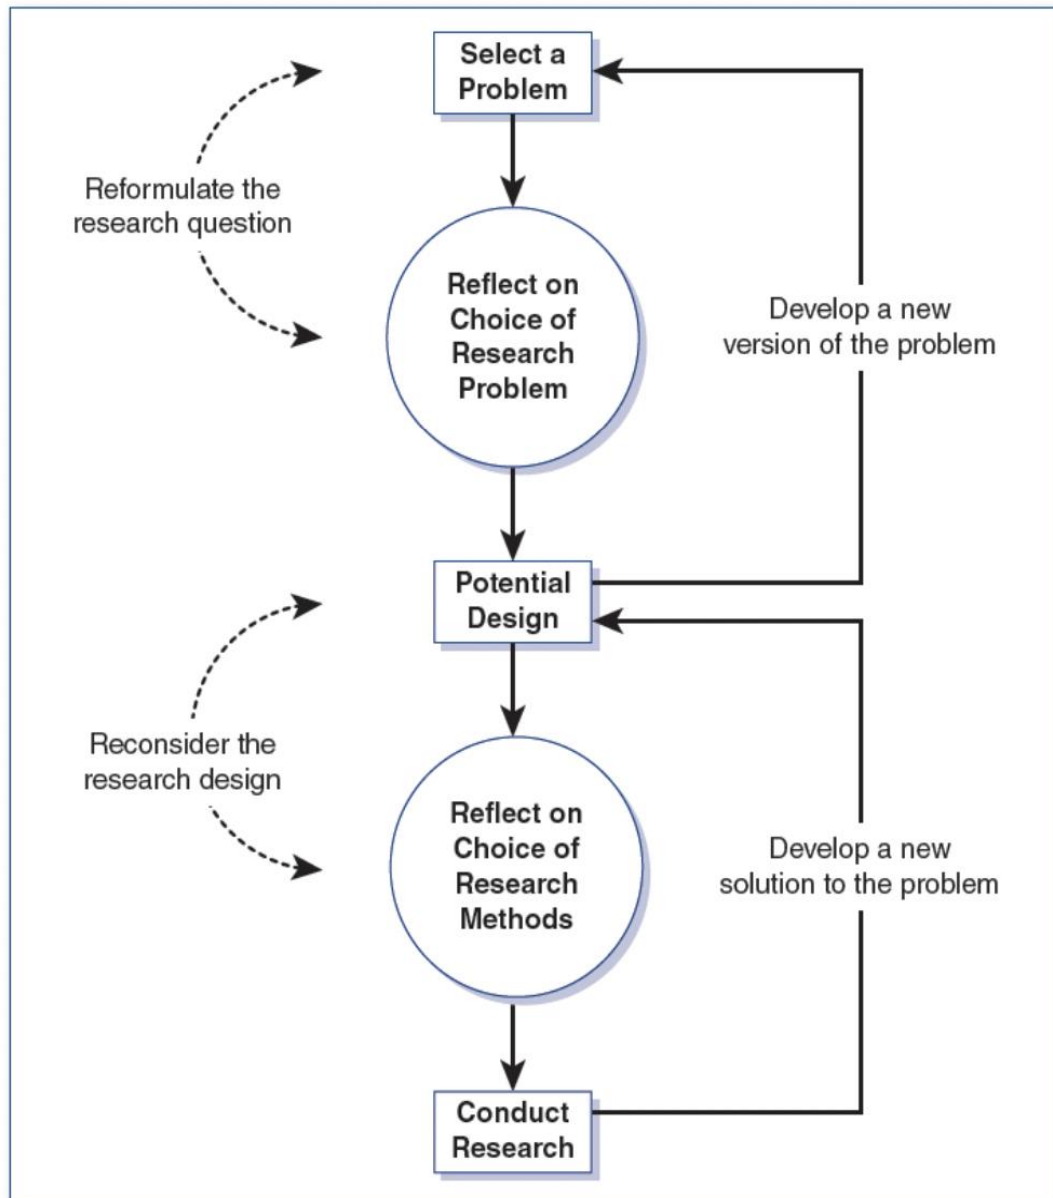 Select a
Problem
Reformulate the
research question
Reflect on
Choice of
Research
Problem
Develop a new
version of the problem
Potential
Design
Reconsider the
research design
Reflect on
Choice of
Research
Methods
Develop a new
solution to the problem
Conduct
Research